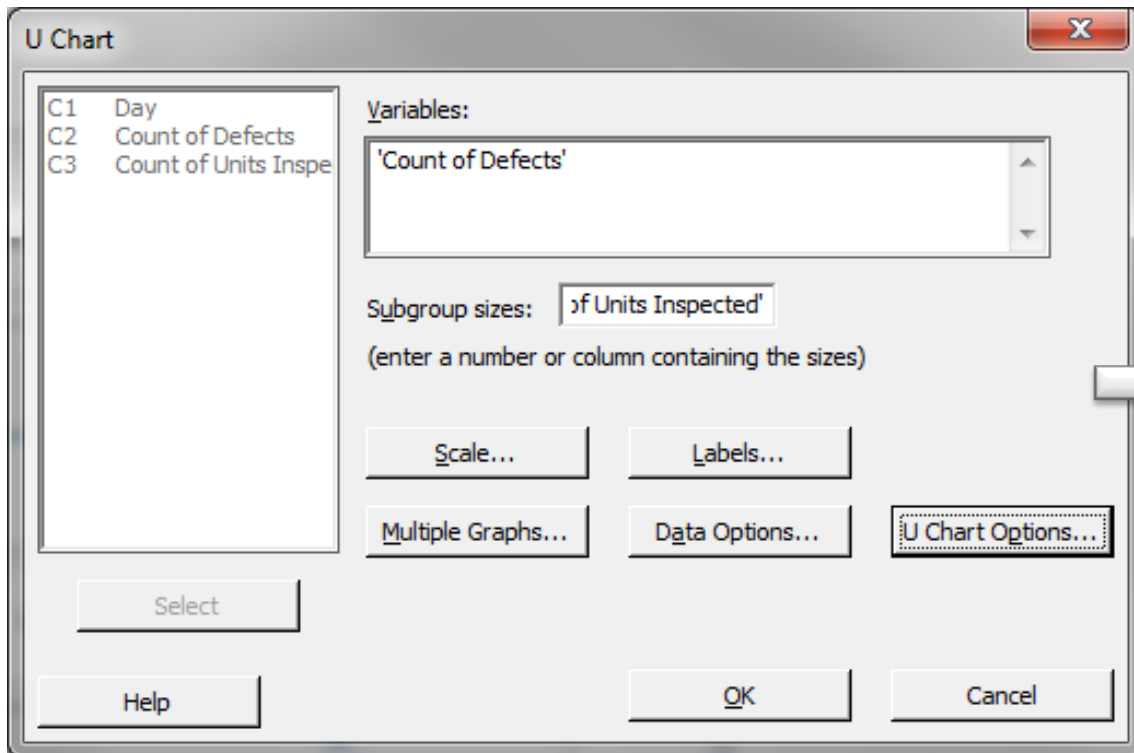 U Chart
C1 Day
C2 Count of Defects
C3 Count of Units Inspe
Variables:
'Count of Defects'
Subgroup sizes: of Units Inspected'
(enter a number or column containing the sizes)
Scale... Labels...
Multiple Graphs... Data Options... U Chart Options...
Select
Help OK Cancel